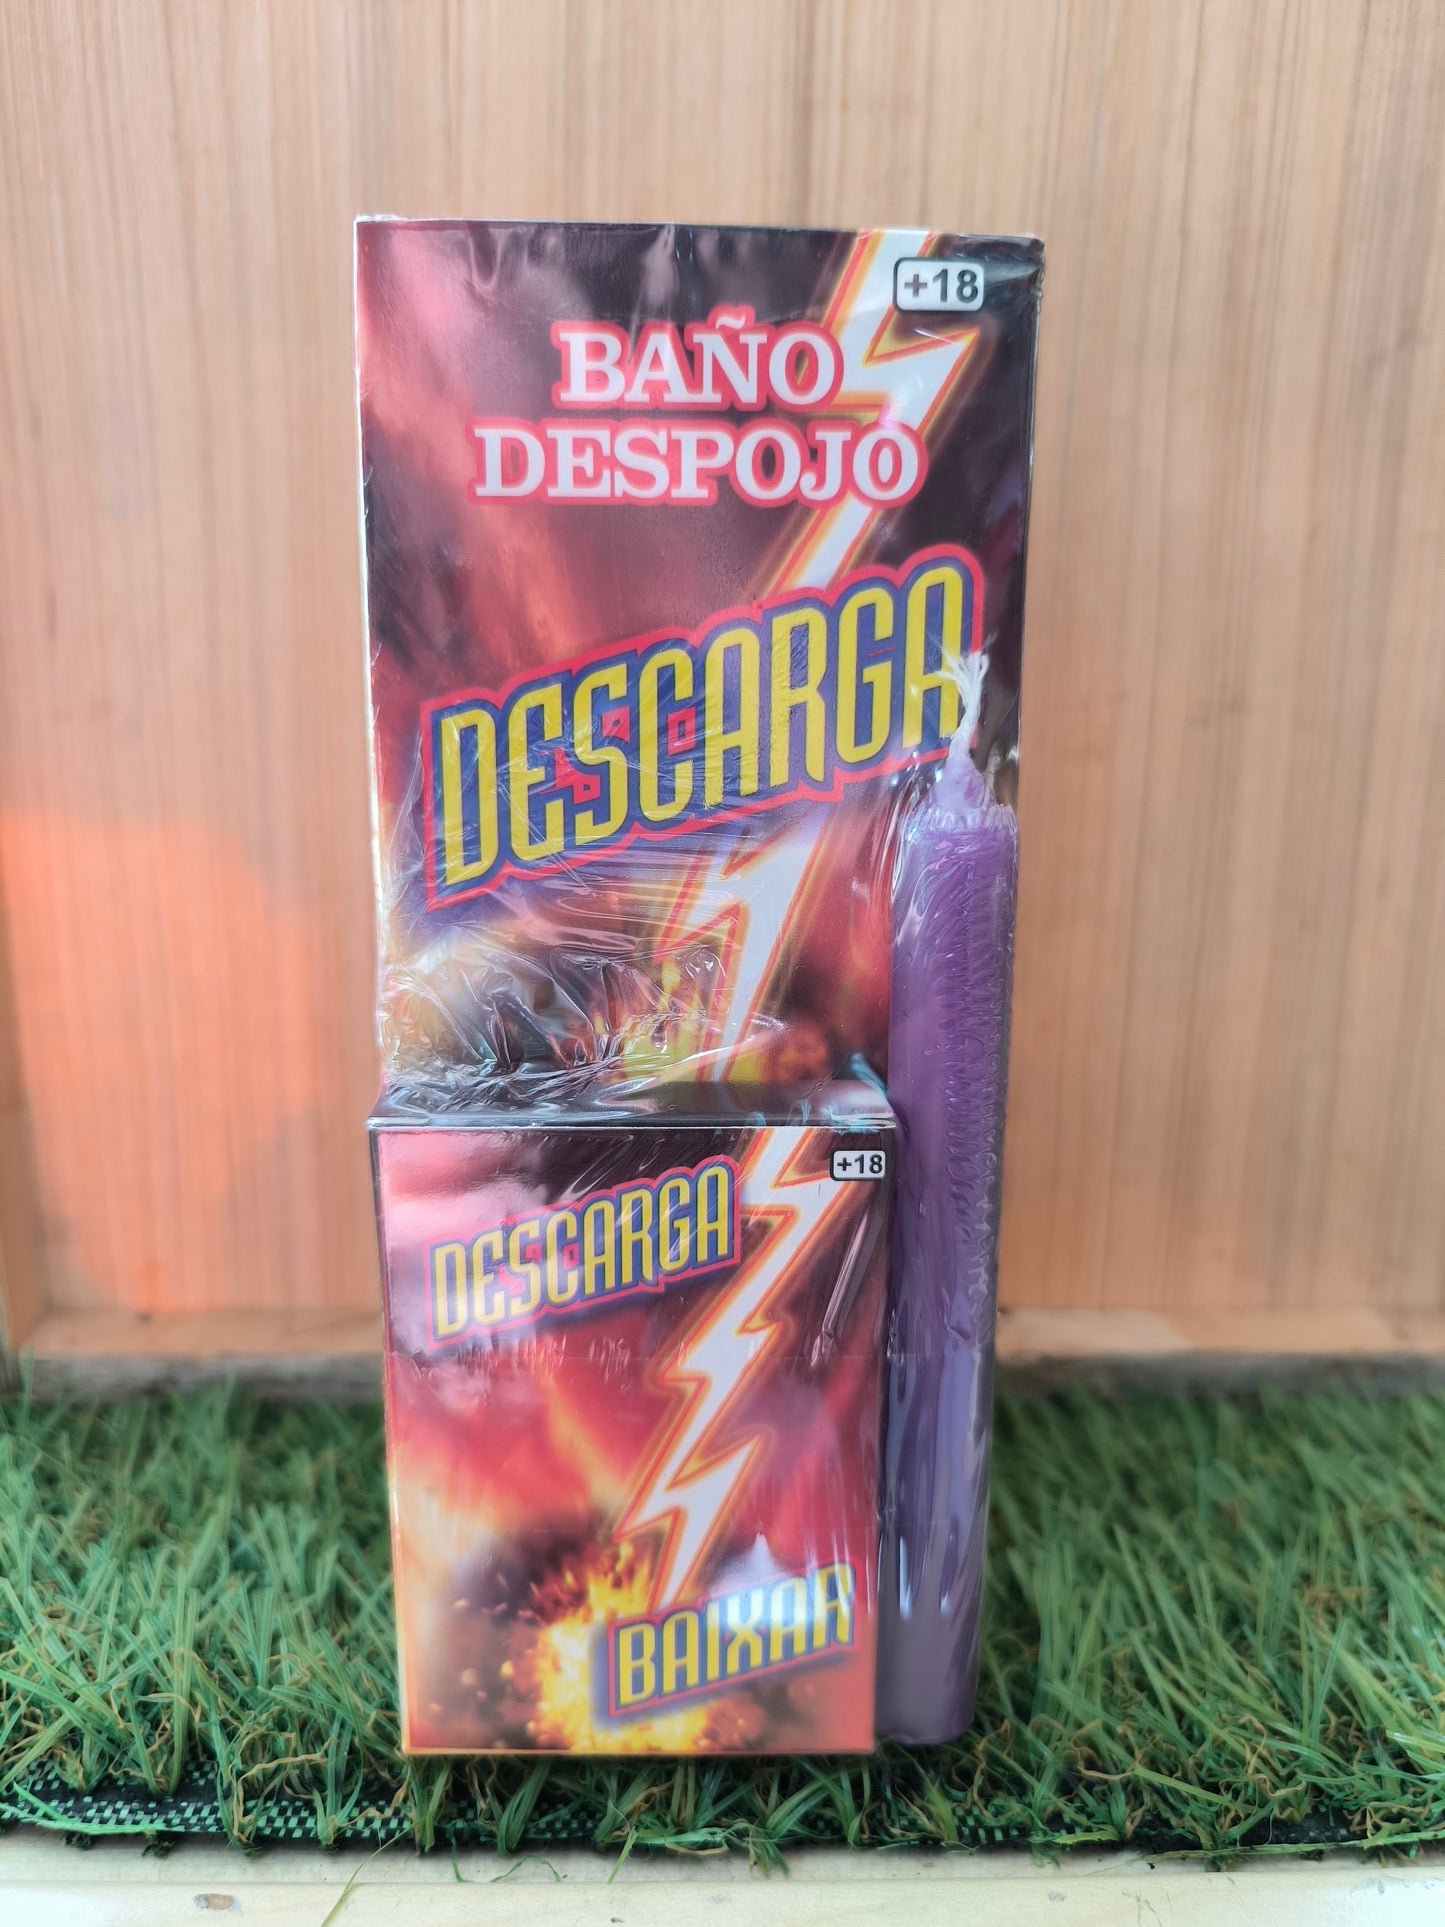 +18
BAÑO
DESPOJO
DESCARGA
+18
DESCARGA
BAIXAR